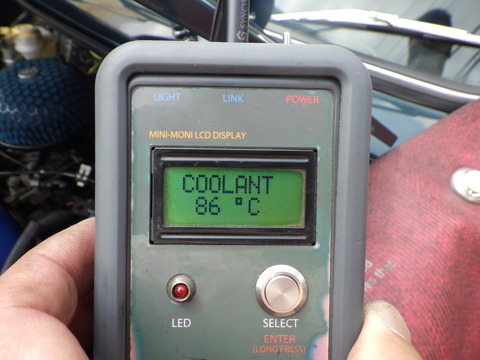 LIGHT LINK POWER
MINI-MONI LCD DISPLAY
COOLANT
86 °C
LED SELECT
ENTER
(LONG PRESS)